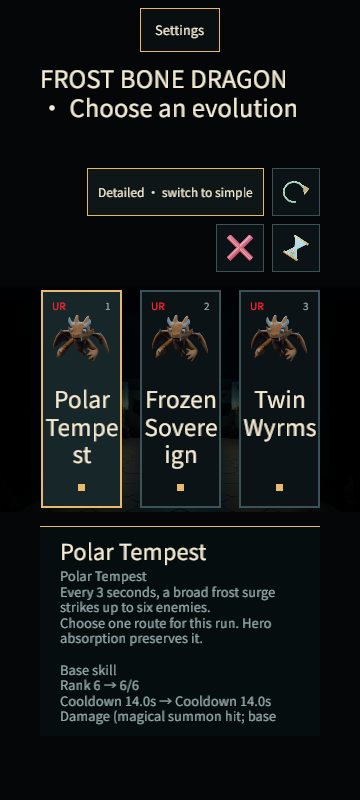 Settings
FROST BONE DRAGON
· Choose an evolution
Detailed · switch to simple
UR 1
Polar
Tempe
st
UR 2
Frozen
Sovere
ign
UR 3
Twin
Wyrms
Polar Tempest
Polar Tempest
Every 3 seconds, a broad frost surge
strikes up to six enemies.
Choose one route for this run. Hero
absorption preserves it.
Base skill
Rank 6 → 6/6
Cooldown 14.0s → Cooldown 14.0s
Damage (magical summon hit; base